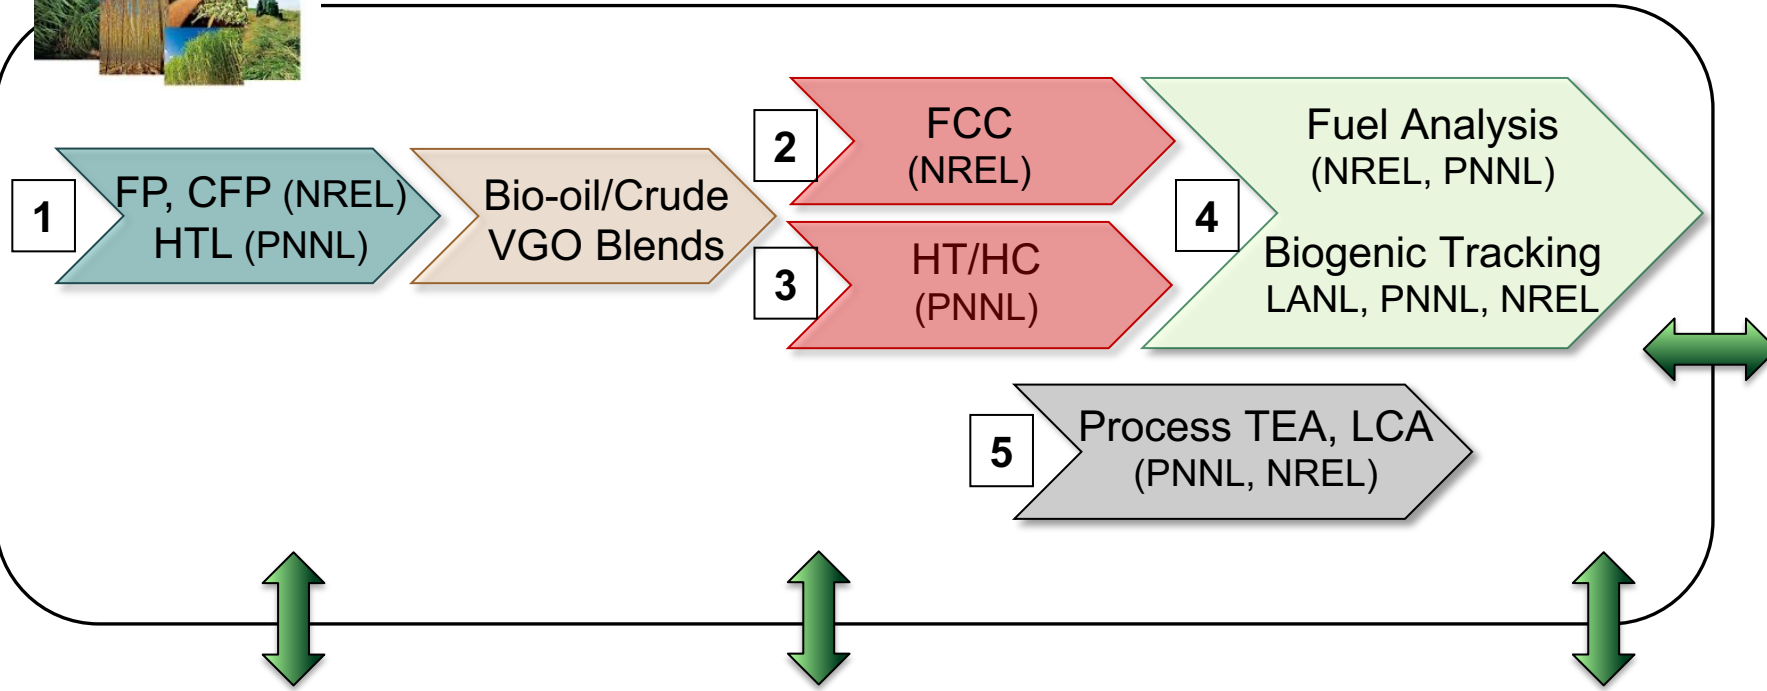 1
FP, CFP (NREL)
HTL (PNNL)
Bio-oil/Crude
VGO Blends
2
FCC
(NREL)
3
HT/HC
(PNNL)
4
Fuel Analysis
(NREL, PNNL)
Biogenic Tracking
LANL, PNNL, NREL
5
Process TEA, LCA
(PNNL, NREL)